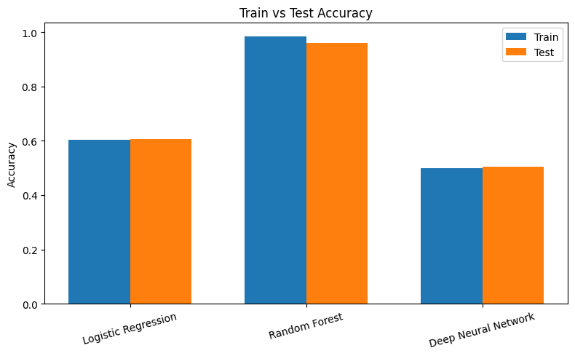 Train vs Test Accuracy
Train
Test
Accuracy
1.0
0.8
0.6
0.4
0.2
0.0
Logistic Regression
Random Forest
Deep Neural Network